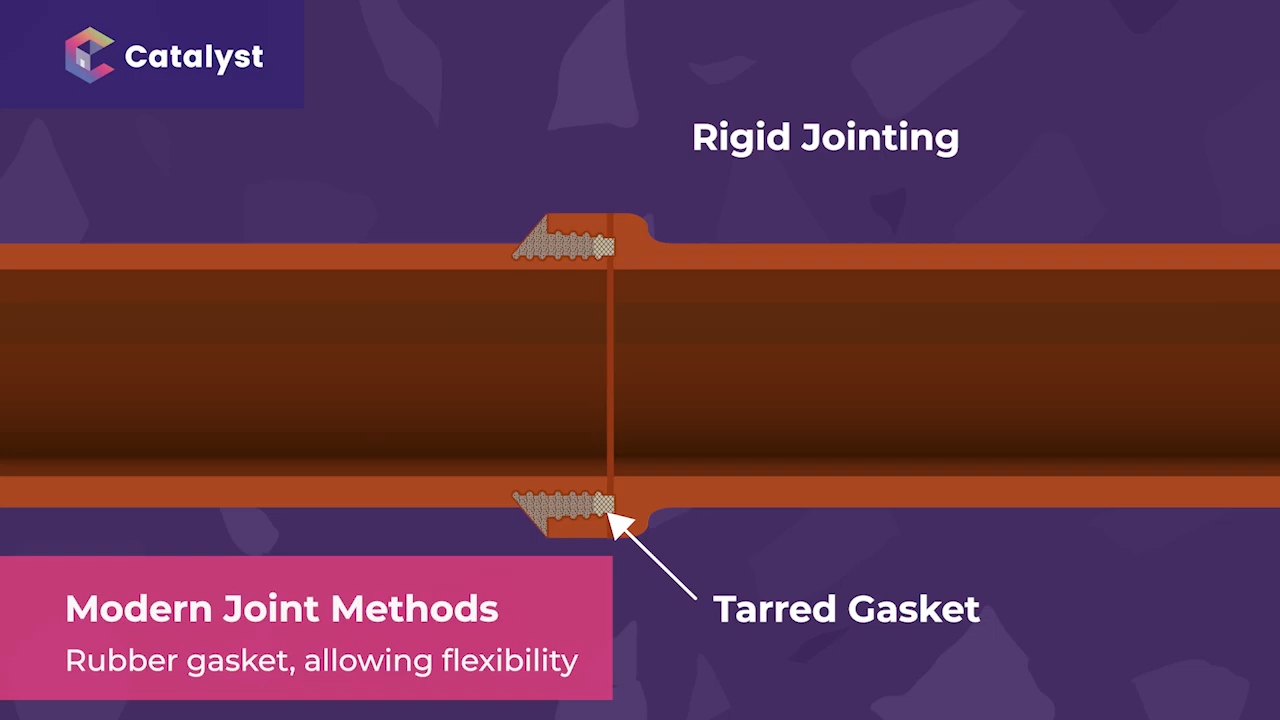 Catalyst
Rigid Jointing
Tarred Gasket
Modern Joint Methods
Rubber gasket, allowing flexibility